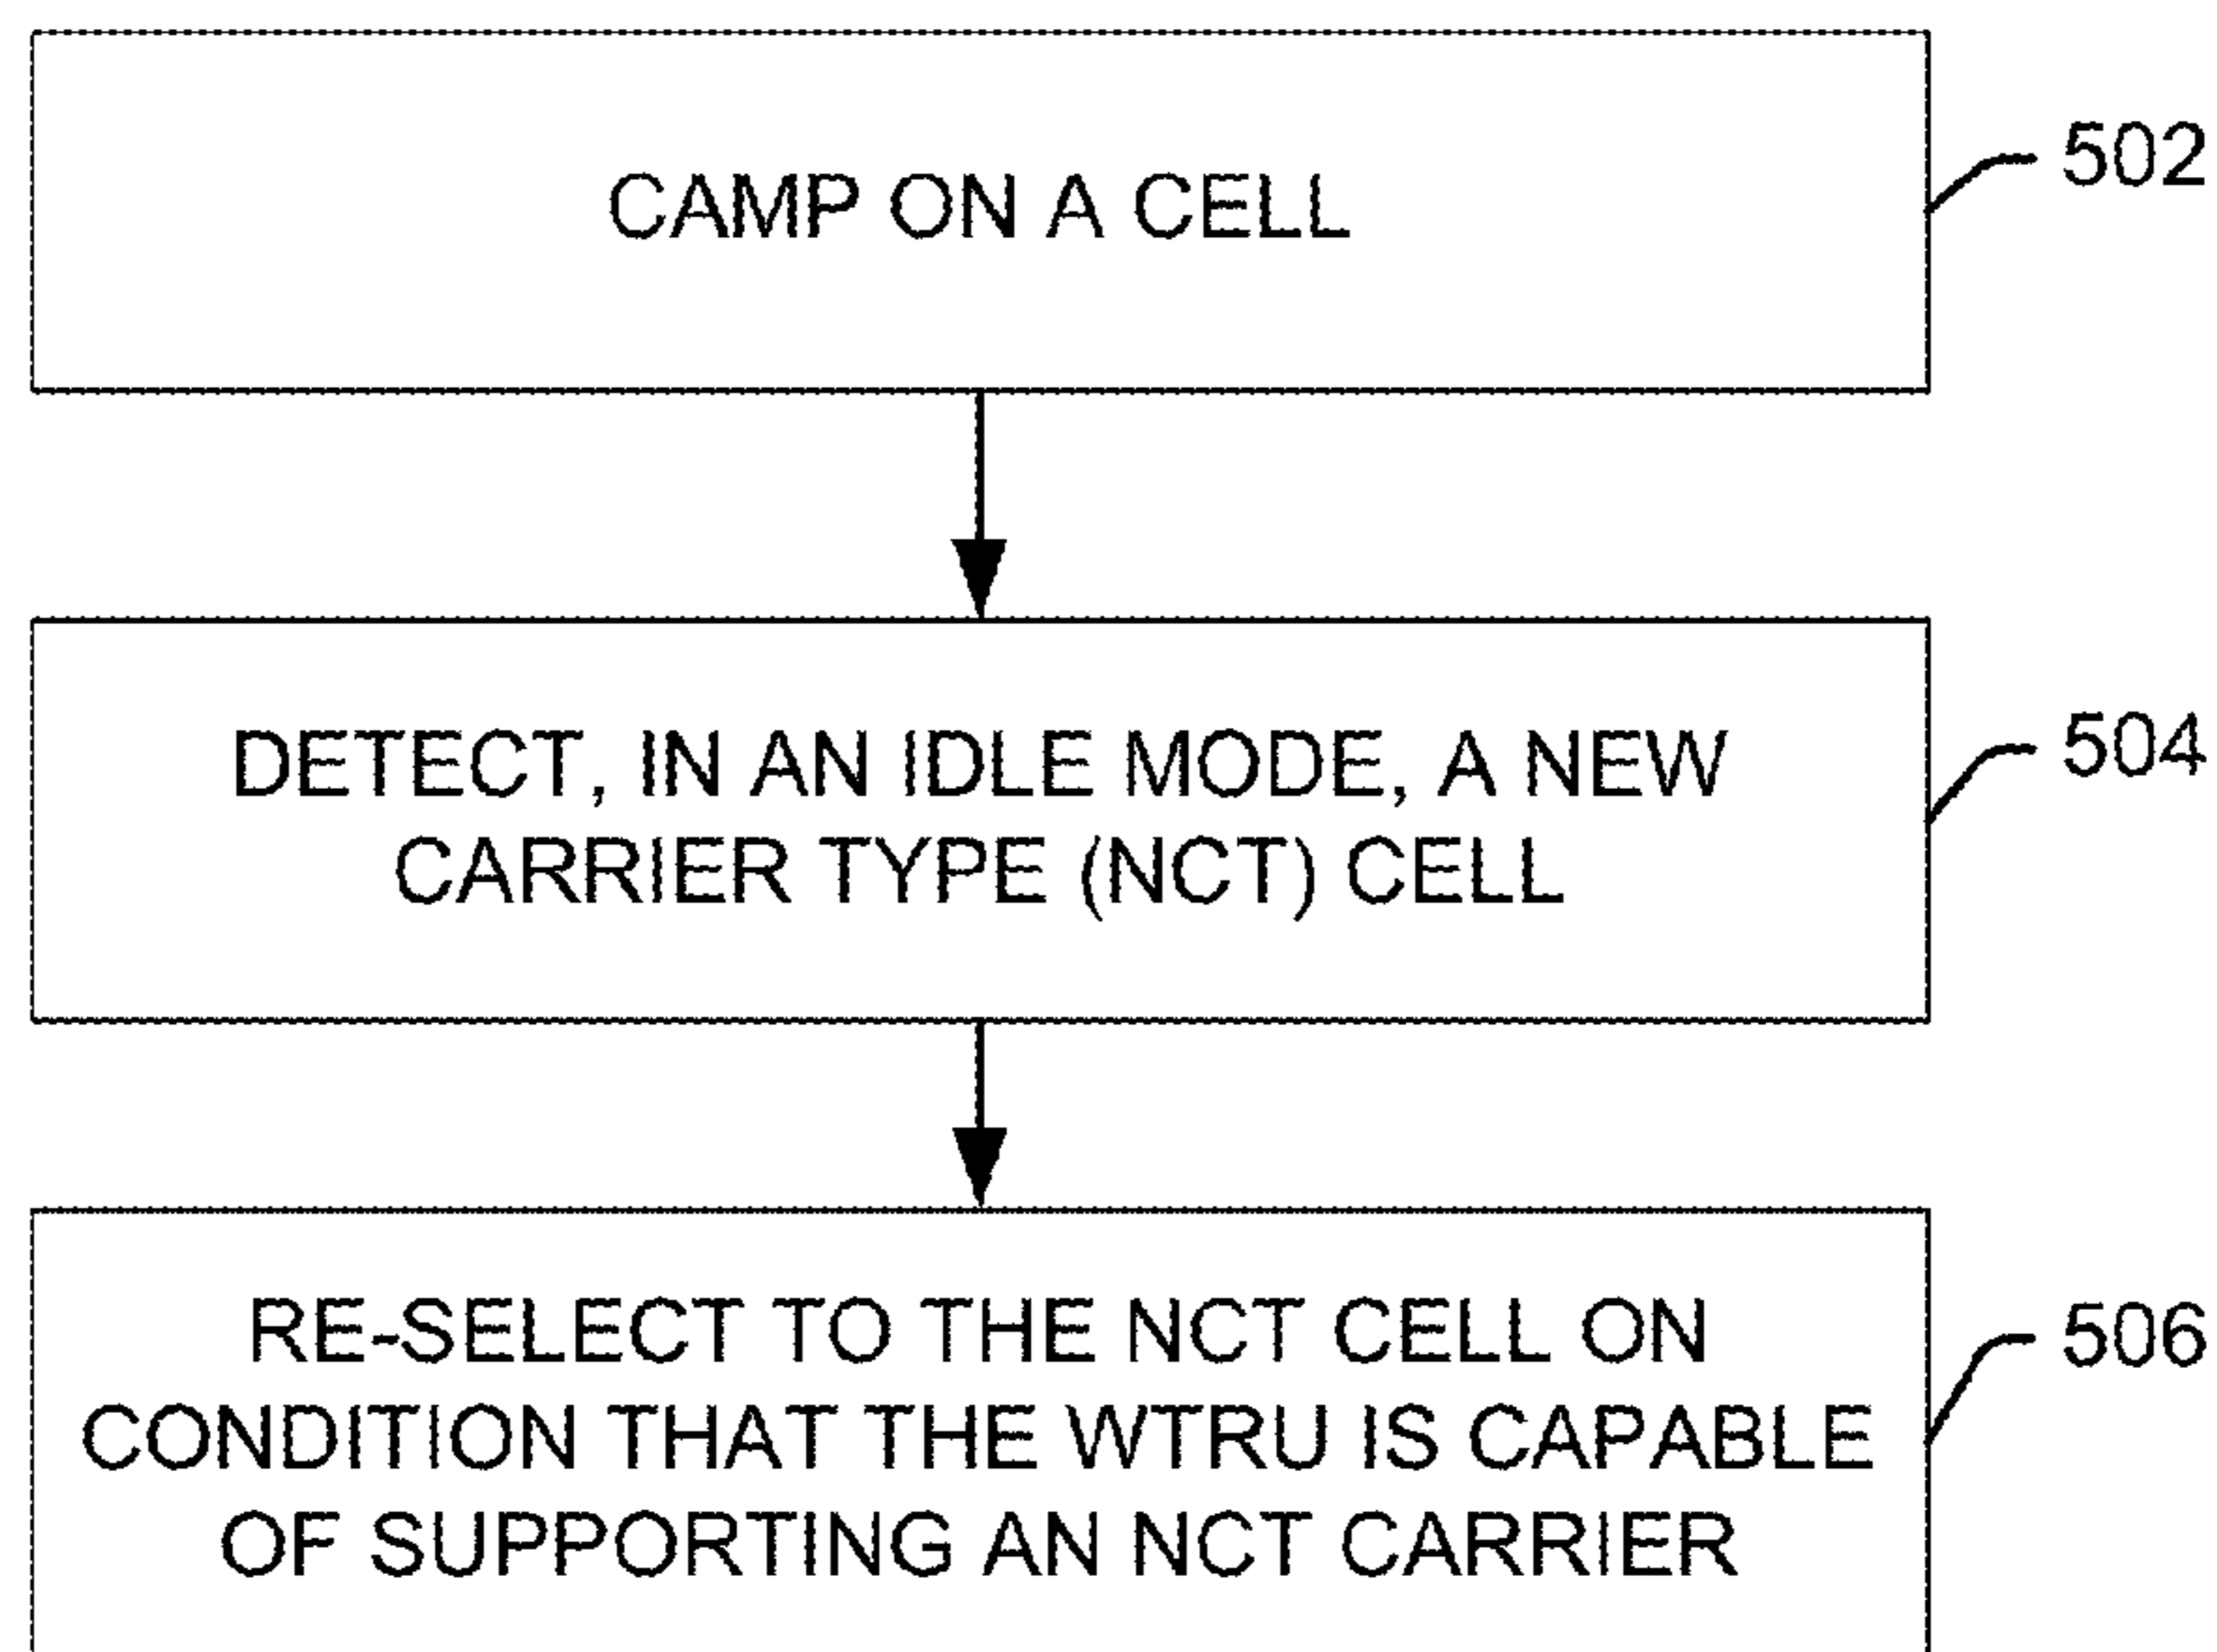 CAMP ON A CELL
502
DETECT, IN AN IDLE MODE, A NEW
CARRIER TYPE (NCT) CELL
504
RE-SELECT TO THE NCT CELL ON
CONDITION THAT THE WTRU IS CAPABLE
OF SUPPORTING AN NCT CARRIER
506